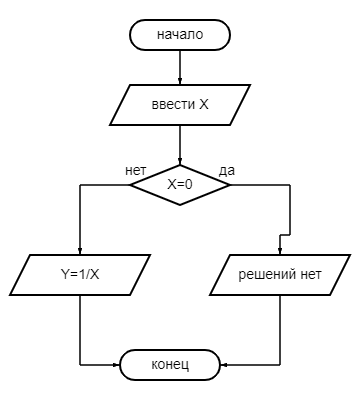 начало
ввести X
нет
да
X=0
Y=1/X
решений нет
конец